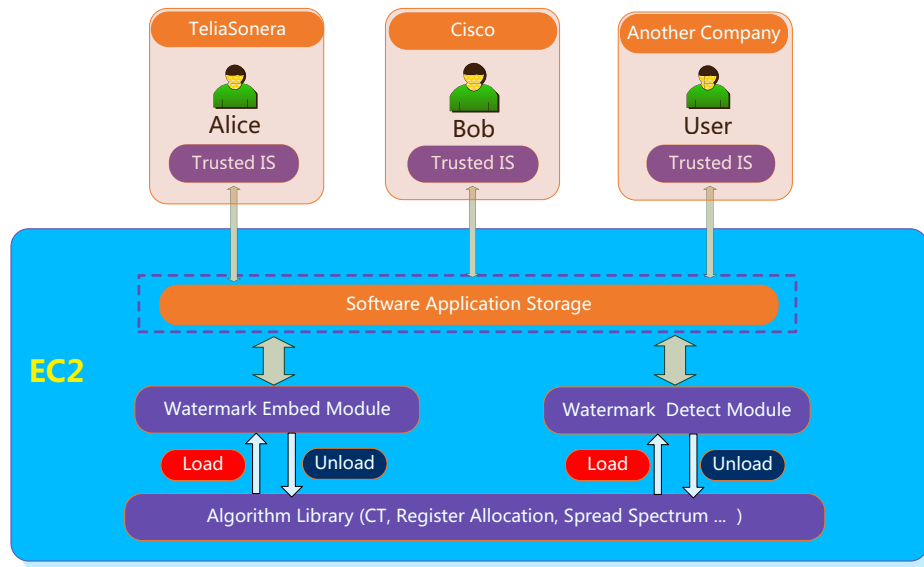 TeliaSonera
Cisco
Another Company
Alice
Bob
User
Trusted IS
Trusted IS
Trusted IS
Software Application Storage
EC2
Watermark Embed Module
Watermark Detect Module
Load
Unload
Load
Unload
Algorithm Library (CT, Register Allocation, Spread Spectrum ... )